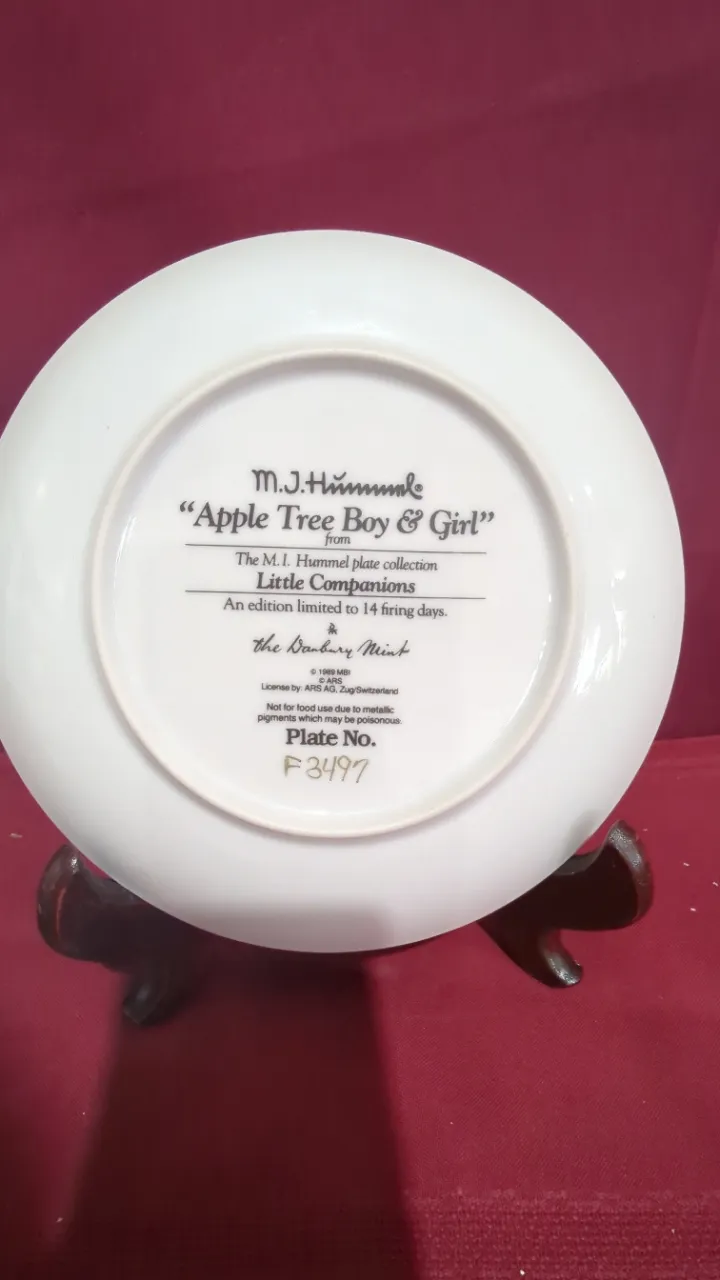 M.J.Hummel®
“Apple Tree Boy & Girl”
from
The M.I. Hummel plate collection
Little Companions
An edition limited to 14 firing days.
the Danbury Mint
© 1989 MBI
© ARS
License by: ARS AG, Zug/Switzerland
Not for food use due to metallic
pigments which may be poisonous.
Plate No.
F3497